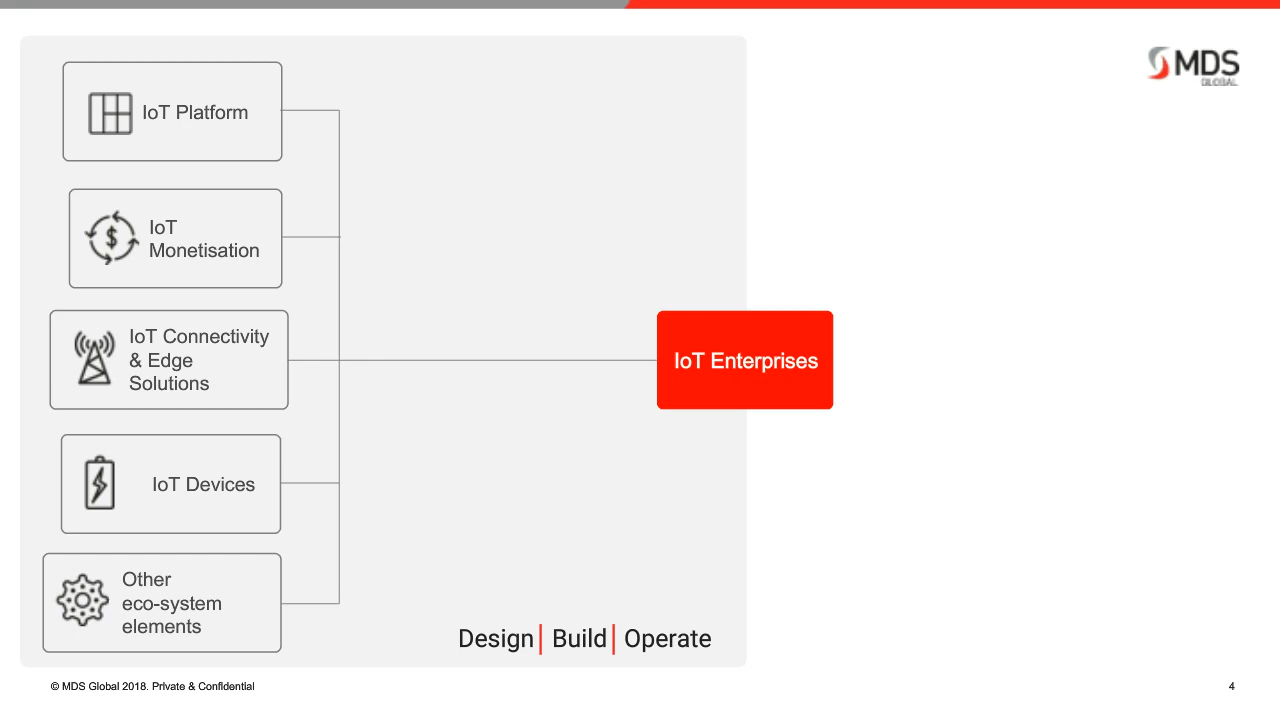 MDS
GLOBAL
IoT Platform
IoT
Monetisation
$
IoT Connectivity
& Edge
Solutions
IoT Enterprises
IoT Devices
Other
eco-system
elements
Design | Build | Operate
© MDS Global 2018. Private & Confidential
4